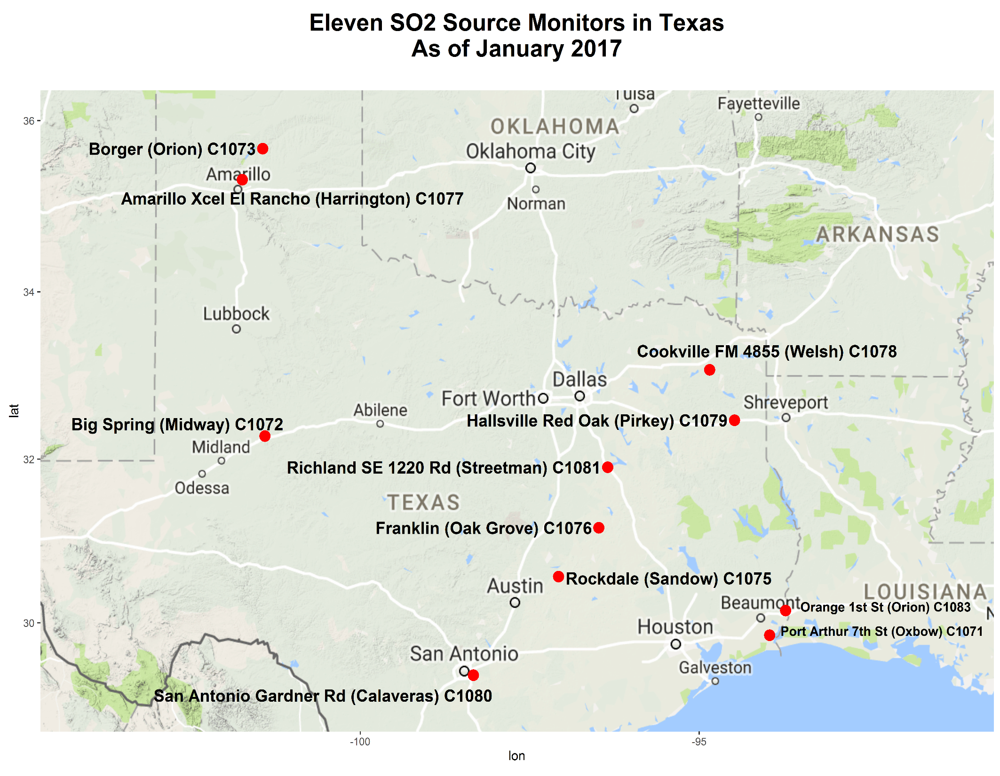 Eleven SO2 Source Monitors in Texas
As of January 2017
Tulsa
Fayetteville
36
OKLAHOMA
Borger (Orion) C1073
Oklahoma City
Amarillo
Amarillo Xcel El Rancho (Harrington) C1077
Norman
ARKANSAS
34
Lubbock
Cookville FM 4855 (Welsh) C1078
Dallas
Fort Worth
Shreveport
lat
Abilene
Hallsville Red Oak (Pirkey) C1079
Big Spring (Midway) C1072
Midland
32
Richland SE 1220 Rd (Streetman) C1081
Odessa
TEXAS
Franklin (Oak Grove) C1076
Rockdale (Sandow) C1075
Austin
LOUISIANA
Beaumont
Orange 1st St (Orion) C1083
N
30
Houston
Port Arthur 7th St (Oxbow) C1071
San Antonio
Galveston
San Antonio Gardner Rd (Calaveras) C1080
-100
-95
lon